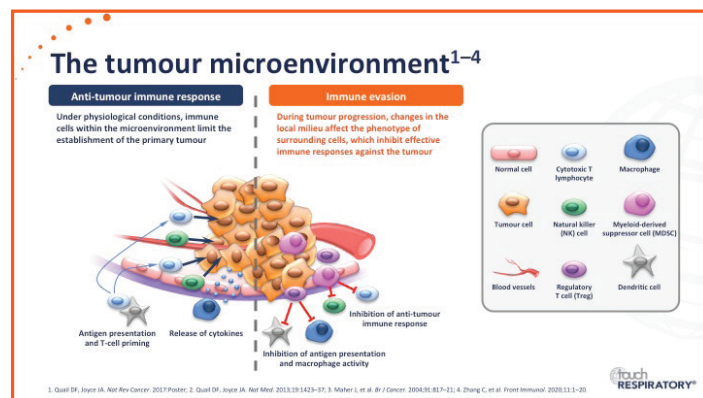 The tumour microenvironment1–4
Anti-tumour immune response
Under physiological conditions, immune
cells within the microenvironment limit the
establishment of the primary tumour
Immune evasion
During tumour progression, changes in the
local milieu affect the phenotype of
surrounding cells, which inhibit effective
immune responses against the tumour
Antigen presentation
and T-cell priming
Release of cytokines
Inhibition of anti-tumour
immune response
Inhibition of antigen presentation
and macrophage activity
Normal cell
Cytotoxic T
lymphocyte
Macrophage
Tumour cell
Natural killer
(NK) cell
Myeloid-derived
suppressor cell (MDSC)
Blood vessels
Regulatory
T cell (Treg)
Dendritic cell
1. Quail DF, Joyce JA. Nat Rev Cancer. 2017:Poster; 2. Quail DF, Joyce JA. Nat Med. 2013;19:1423–37; 3. Maher J, et al. Br J Cancer. 2004;91:817–21; 4. Zhang C, et al. Front Immunol. 2020;11:1–20.
touch
RESPIRATORY®